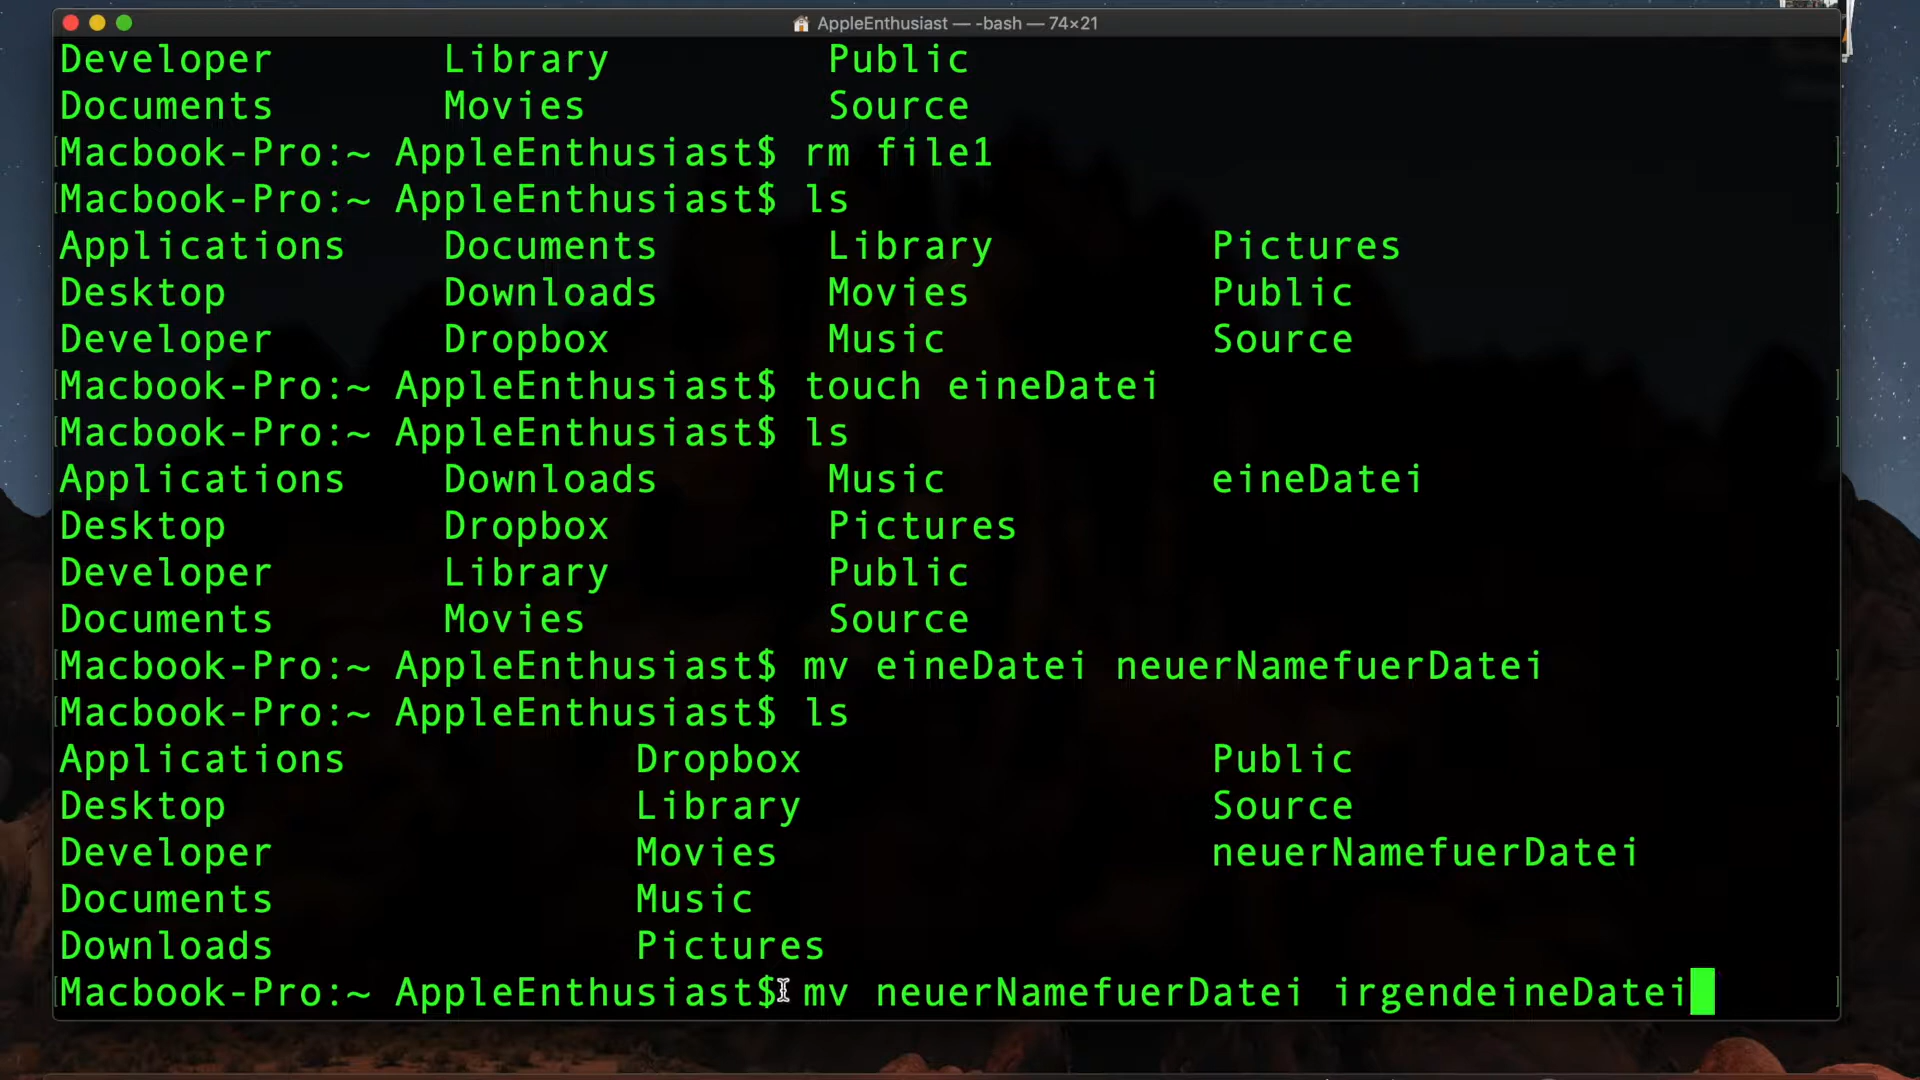 AppleEnthusiast — -bash — 74×21
Developer Library Public
Documents Movies Source
[Macbook-Pro:~ AppleEnthusiast$ rm file1 ]
[Macbook-Pro:~ AppleEnthusiast$ ls ]
Applications Documents Library Pictures
Desktop Downloads Movies Public
Developer Dropbox Music Source
[Macbook-Pro:~ AppleEnthusiast$ touch eineDatei ]
[Macbook-Pro:~ AppleEnthusiast$ ls ]
Applications Downloads Music eineDatei
Desktop Dropbox Pictures
Developer Library Public
Documents Movies Source
[Macbook-Pro:~ AppleEnthusiast$ mv eineDatei neuerNamefuerDatei ]
[Macbook-Pro:~ AppleEnthusiast$ ls ]
Applications Dropbox Public
Desktop Library Source
Developer Movies neuerNamefuerDatei
Documents Music
Downloads Pictures
[Macbook-Pro:~ AppleEnthusiast$ mv neuerNamefuerDatei irgendeineDatei ]